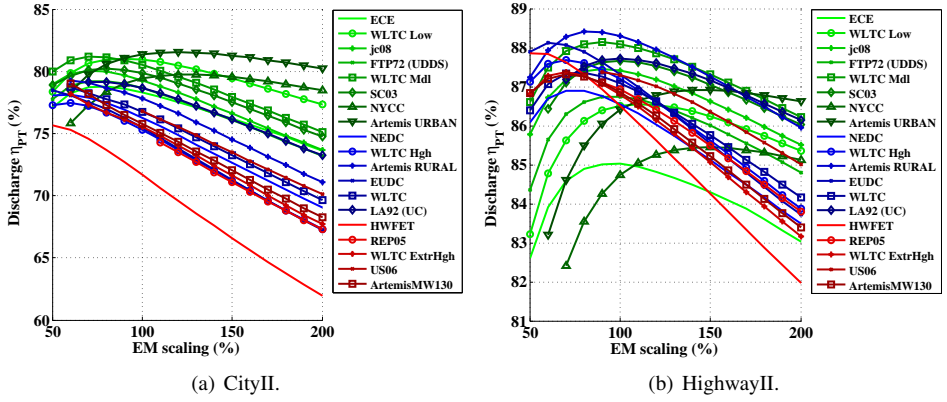 85
80
75
70
65
60
50
100
150
200
Discharge ηPT (%)
EM scaling (%)
ECE
WLTC Low
jc08
FTP72 (UDDS)
WLTC Mdl
SC03
NYCC
Artemis URBAN
NEDC
WLTC Hgh
Artemis RURAL
EUDC
WLTC
LA92 (UC)
HWFET
REP05
WLTC ExtrHgh
US06
ArtemisMW130
(a) CityII.
89
88
87
86
85
84
83
82
81
50
100
150
200
Discharge ηPT (%)
EM scaling (%)
ECE
WLTC Low
jc08
FTP72 (UDDS)
WLTC Mdl
SC03
NYCC
Artemis URBAN
NEDC
WLTC Hgh
Artemis RURAL
EUDC
WLTC
LA92 (UC)
HWFET
REP05
WLTC ExtrHgh
US06
ArtemisMW130
(b) HighwayII.